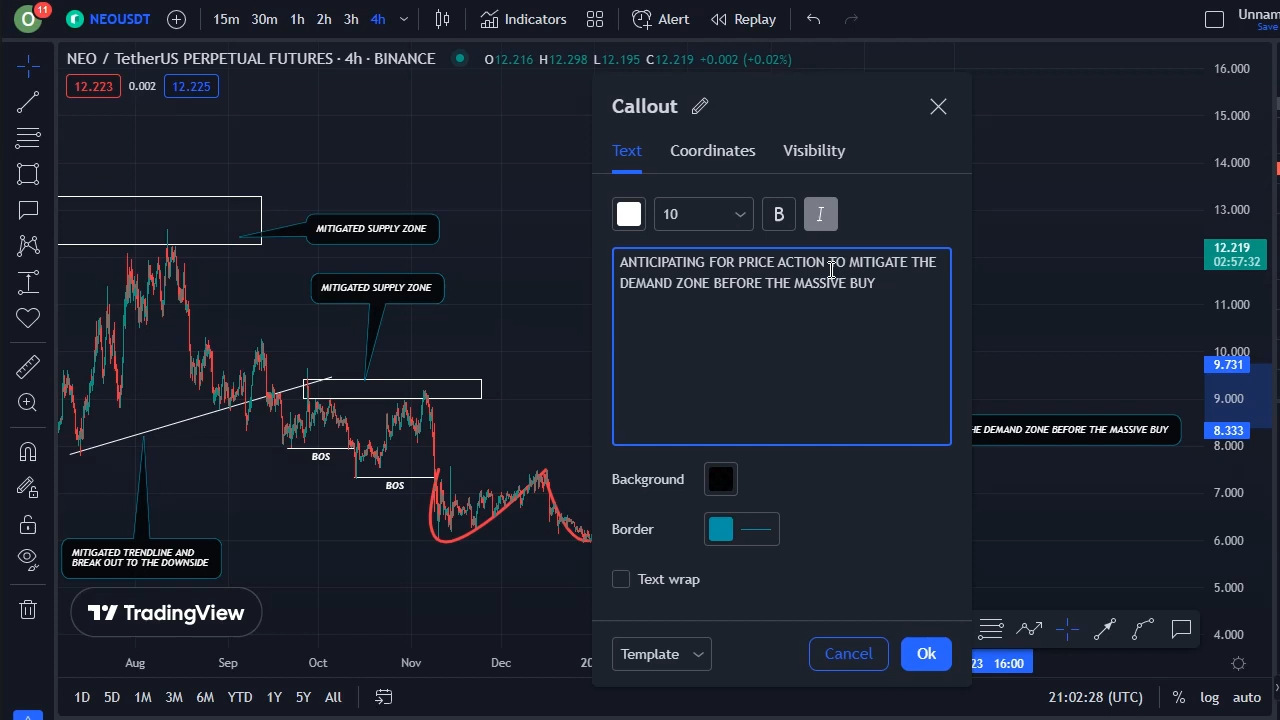 O
11
NEOUSDT
15m 30m 1h 2h 3h 4h
Indicators
Alert
Replay
Unnam
Save
NEO / TetherUS PERPETUAL FUTURES · 4h · BINANCE
O12.216 H12.298 L12.195 C12.219 +0.002 (+0.02%)
12.223 0.002 12.225
Callout
Text Coordinates Visibility
10
B
I
ANTICIPATING FOR PRICE ACTION TO MITIGATE THE
DEMAND ZONE BEFORE THE MASSIVE BUY
Background
Border
Text wrap
Template
Cancel
Ok
MITIGATED SUPPLY ZONE
MITIGATED SUPPLY ZONE
BOS
BOS
MITIGATED TRENDLINE AND
BREAK OUT TO THE DOWNSIDE
HE DEMAND ZONE BEFORE THE MASSIVE BUY
TradingView
16.000
15.000
14.000
13.000
12.219
02:57:32
11.000
10.000
9.731
9.000
8.333
8.000
7.000
6.000
5.000
4.000
Aug Sep Oct Nov Dec 20
23 16:00
1D 5D 1M 3M 6M YTD 1Y 5Y All
21:02:28 (UTC) % log auto